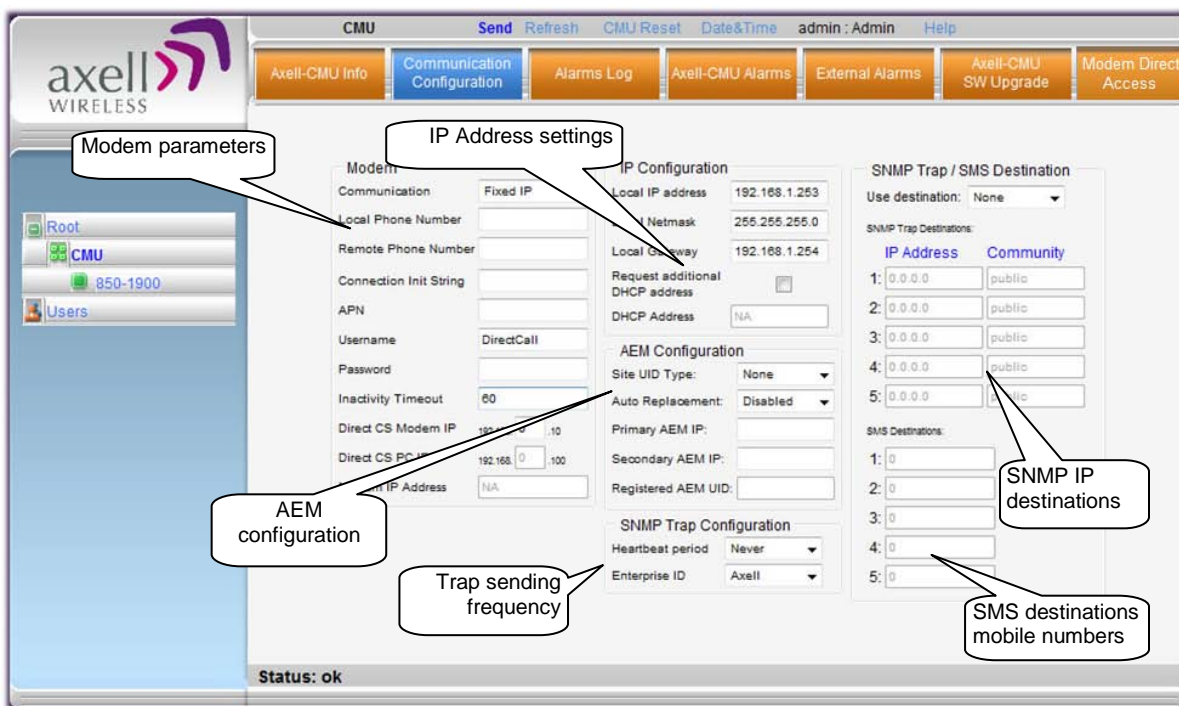 axell
WIRELESS
CMU Send Refresh CMU Reset Date&Time admin : Admin Help
Axell-CMU Info
Communication
Configuration
Alarms Log
Axell-CMU Alarms
External Alarms
Axell-CMU
SW Upgrade
Modem Direct
Access
Root
CMU
850-1900
Users
Modem parameters
IP Address settings
Modem
Communication Fixed IP
Local Phone Number
Remote Phone Number
Connection Init String
APN
Username DirectCall
Password
Inactivity Timeout 60
Direct CS Modem IP .10
Direct CS 192.168. 0 .100
IP Address NA
AEM
configuration
IP Configuration
Local IP address 192.168.1.253
Netmask 255.255.255.0
Local Gateway 192.168.1.254
Request additional
DHCP address
DHCP Address NA
AEM Configuration
Site UID Type: None
Auto Replacement: Disabled
Primary AEM IP:
Secondary AEM IP:
Registered AEM UID:
SNMP Trap Configuration
Heartbeat period Never
Enterprise ID Axell
Trap sending
frequency
SNMP Trap / SMS Destination
Use destination: None
SNMP Trap Destinations:
IP Address Community
1: 0.0.0.0 public
2: 0.0.0.0 public
3: 0.0.0.0 public
4: 0.0.0.0 public
5: 0.0.0.0 public
SMS Destinations:
1: 0
2: 0
3: 0
4: 0
5: 0
SNMP IP
destinations
SMS destinations
mobile numbers
Status: ok